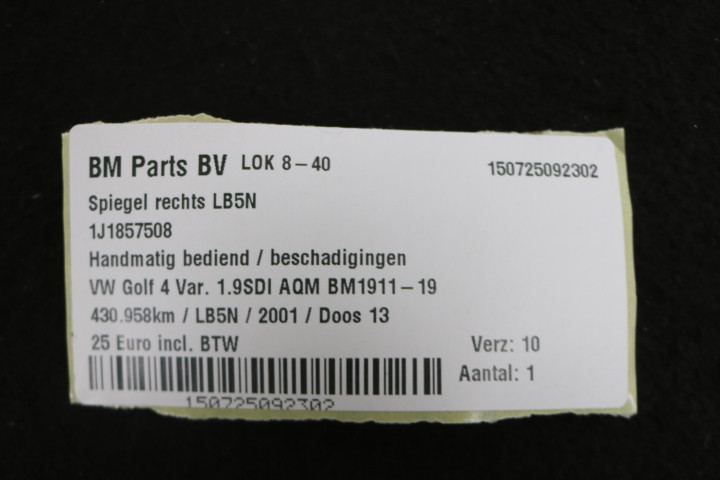 BM Parts BV LOK 8-40 150725092302
Spiegel rechts LB5N
1J1857508
Handmatig bediend / beschadigingen
VW Golf 4 Var. 1.9SDI AQM BM1911-19
430.958km / LB5N / 2001 / Doos 13
25 Euro incl. BTW Verz: 10
Aantal: 1
150725092302